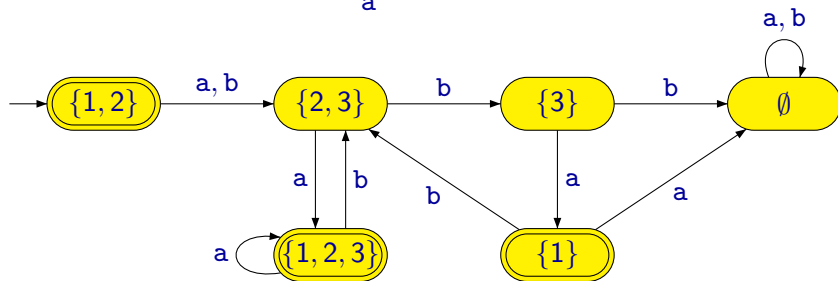 a
a, b
{1, 2}
a, b
{2, 3}
b
{3}
b
∅
a
b
b
a
a
a
{1, 2, 3}
{1}